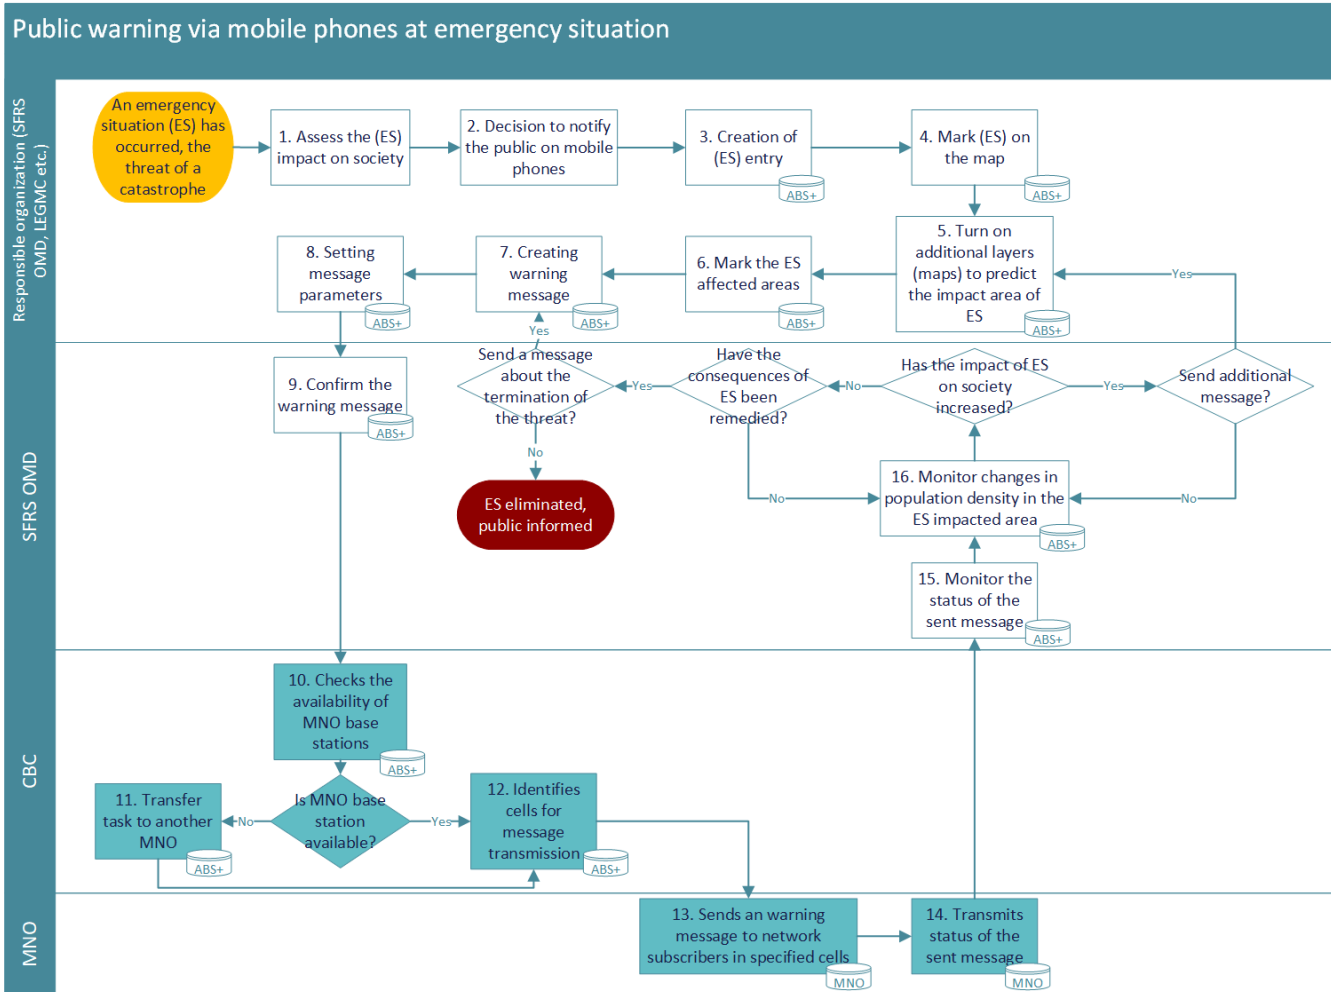 Public warning via mobile phones at emergency situation
Responsible organization (SFRS
OMD, LEGMC etc.)
An emergency
situation (ES) has
occurred, the
threat of a
catastrophe
1. Assess the (ES)
impact on society
2. Decision to notify
the public on mobile
phones
3. Creation of
(ES) entry
ABS+
4. Mark (ES) on
the map
ABS+
8. Setting
message
parameters
ABS+
7. Creating
warning
message
ABS+
6. Mark the ES
affected areas
ABS+
5. Turn on
additional layers
(maps) to predict
the impact area of
ES
ABS+
Yes
Yes
SFRS OMD
9. Confirm the
warning message
ABS+
Send a message
about the
termination of
the threat?
Yes
Have the
consequences of
ES been
remedied?
No
Has the impact of ES
on society
increased?
Yes
Send additional
message?
No
ES eliminated,
public informed
No
16. Monitor changes in
population density in the
ES impacted area
ABS+
No
15. Monitor the
status of the
sent message
ABS+
CBC
10. Checks the
availability of
MNO base
stations
ABS+
11. Transfer
task to another
MNO
ABS+
No
Is MNO base
station
available?
Yes
12. Identifies
cells for
message
transmission
ABS+
MNO
13. Sends an warning
message to network
subscribers in specified cells
MNO
14. Transmits
status of the
sent message
MNO